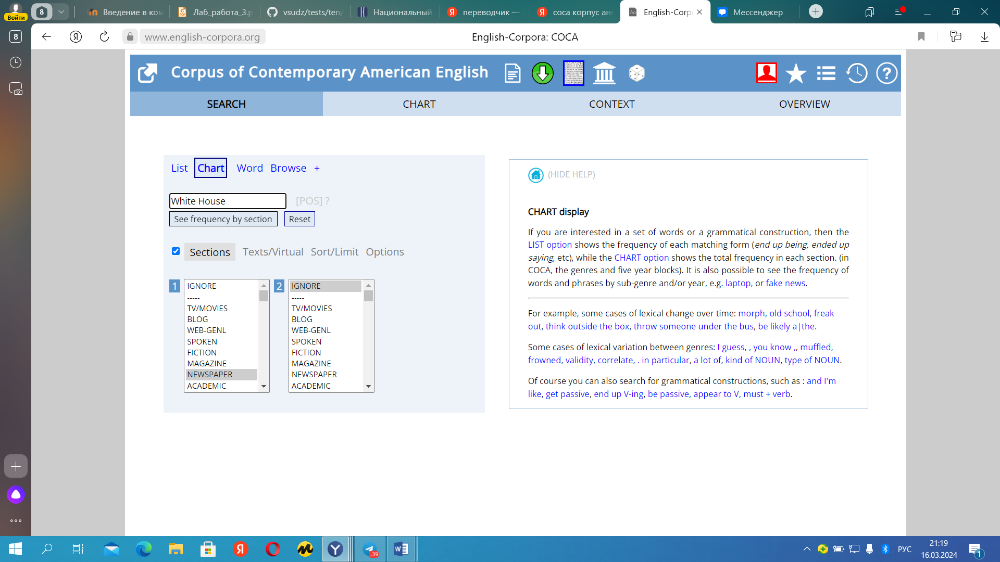 Войти
8
Введение в ком
Лаб_работа_3.p
vsudz/tests/ten/
Национальный
переводчик —
coca корпус анг
English-Corpo
Мессенджер
8
www.english-corpora.org
English-Corpora: COCA
Corpus of Contemporary American English
SEARCH
CHART
CONTEXT
OVERVIEW
List Chart Word Browse +
White House
[POS] ?
See frequency by section
Reset
Sections Texts/Virtual Sort/Limit Options
1
IGNORE
-----
TV/MOVIES
BLOG
WEB-GENL
SPOKEN
FICTION
MAGAZINE
NEWSPAPER
ACADEMIC
2
IGNORE
-----
TV/MOVIES
BLOG
WEB-GENL
SPOKEN
FICTION
MAGAZINE
NEWSPAPER
ACADEMIC
(HIDE HELP)
CHART display
If you are interested in a set of words or a grammatical construction, then the
LIST option shows the frequency of each matching form (end up being, ended up
saying, etc), while the CHART option shows the total frequency in each section. (in
COCA, the genres and five year blocks). It is also possible to see the frequency of
words and phrases by sub-genre and/or year, e.g. laptop, or fake news.
For example, some cases of lexical change over time: morph, old school, freak
out, think outside the box, throw someone under the bus, be likely a|the.
Some cases of lexical variation between genres: I guess, , you know ,, muffled,
frowned, validity, correlate, . in particular, a lot of, kind of NOUN, type of NOUN.
Of course you can also search for grammatical constructions, such as : and I'm
like, get passive, end up V-ing, be passive, appear to V, must + verb.
..39
РУС
21:19
16.03.2024
1